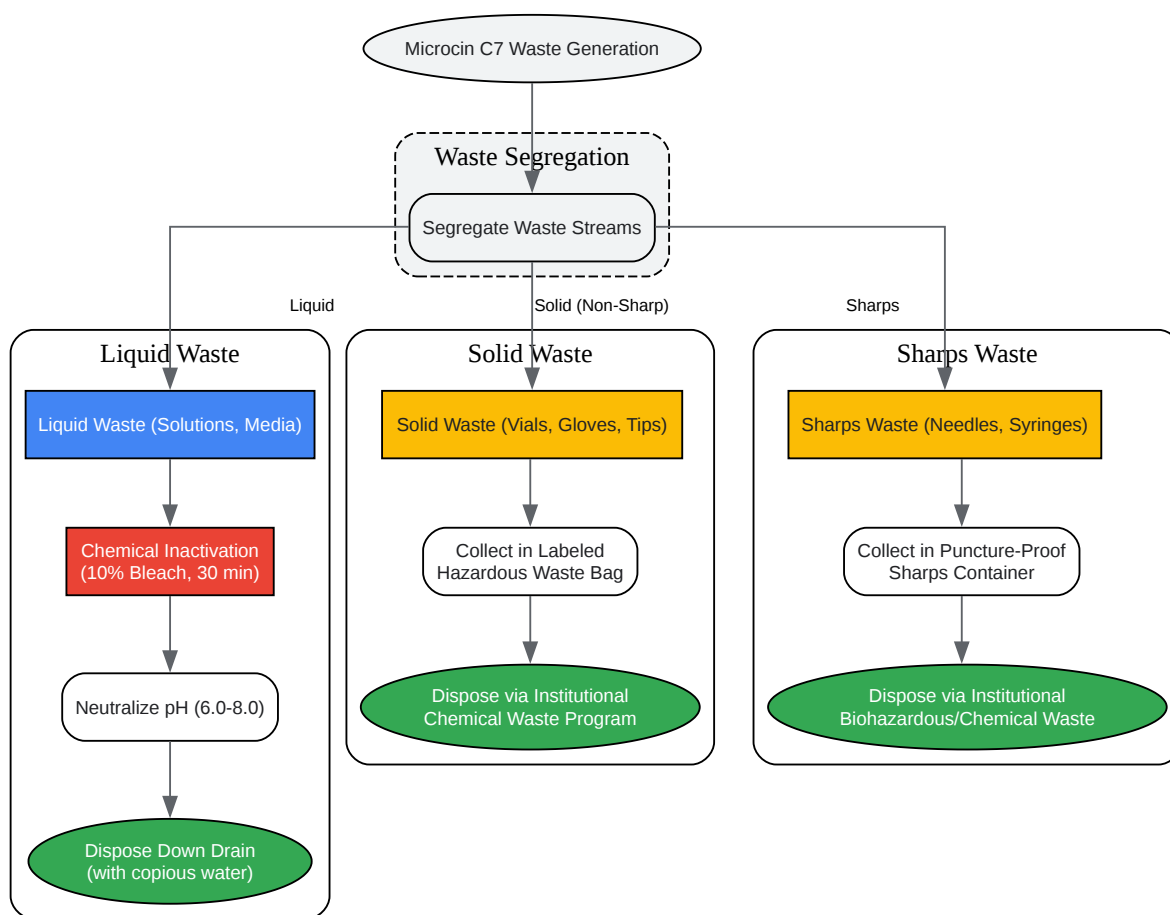 Microcin C7 Waste Generation
Waste Segregation
Segregate Waste Streams
Liquid
Solid (Non-Sharp)
Sharps
Liquid Waste
Liquid Waste (Solutions, Media)
Chemical Inactivation
(10% Bleach, 30 min)
Neutralize pH (6.0-8.0)
Dispose Down Drain
(with copious water)
Solid Waste
Solid Waste (Vials, Gloves, Tips)
Collect in Labeled
Hazardous Waste Bag
Dispose via Institutional
Chemical Waste Program
Sharps Waste
Sharps Waste (Needles, Syringes)
Collect in Puncture-Proof
Sharps Container
Dispose via Institutional
Biohazardous/Chemical Waste